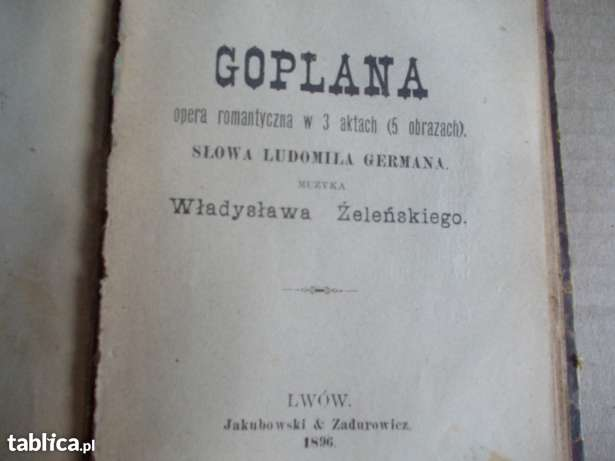 GOPLANA
opera romantyczna w 3 aktach (5 obrazach).
SŁOWA LUDOMIŁA GERMANA.
MUZYKA
Władysława Żeleńskiego.
LWÓW.
Jakubowski & Zadurowicz.
1896.
tablica.pl